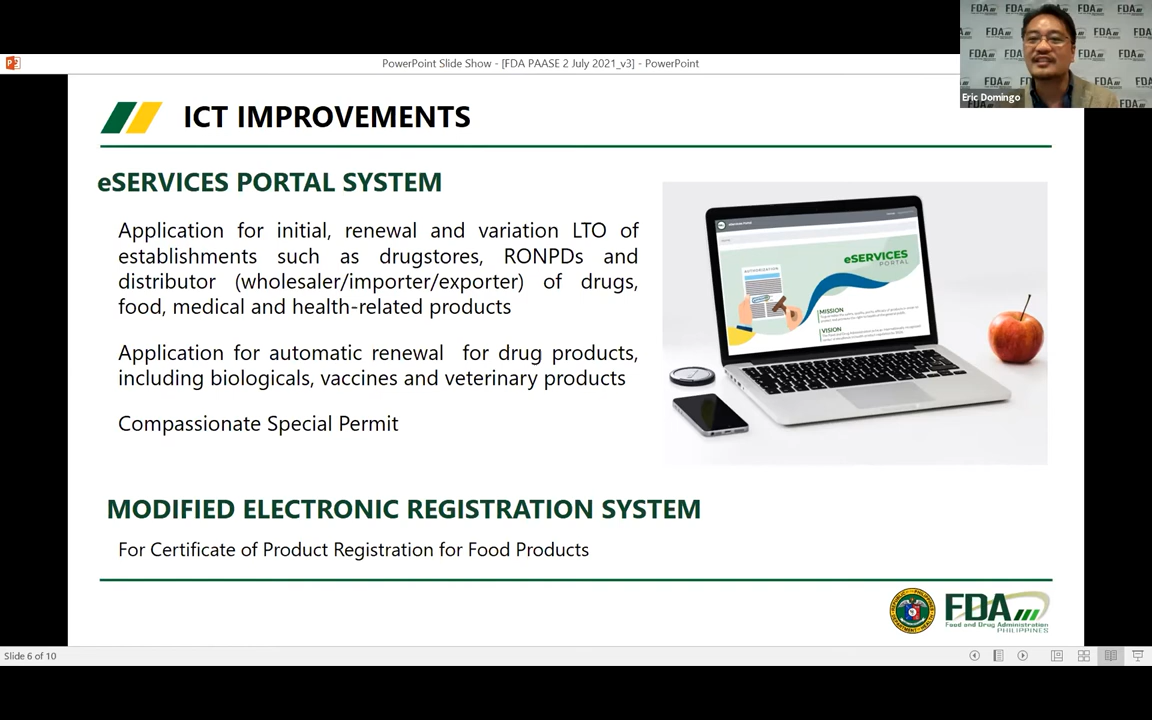 PowerPoint Slide Show - [FDA PAASE 2 July 2021_v3] - PowerPoint
Eric Domingo
ICT IMPROVEMENTS
eSERVICES PORTAL SYSTEM
Application for initial, renewal and variation LTO of
establishments such as drugstores, RONPDs and
distributor (wholesaler/importer/exporter) of drugs,
food, medical and health-related products
Application for automatic renewal for drug products,
including biologicals, vaccines and veterinary products
Compassionate Special Permit
AUTHORIZATION
eSERVICES
PORTAL
MISSION
VISION
MODIFIED ELECTRONIC REGISTRATION SYSTEM
For Certificate of Product Registration for Food Products
FDA
Food and Drug Administration
PHILIPPINES
Slide 6 of 10